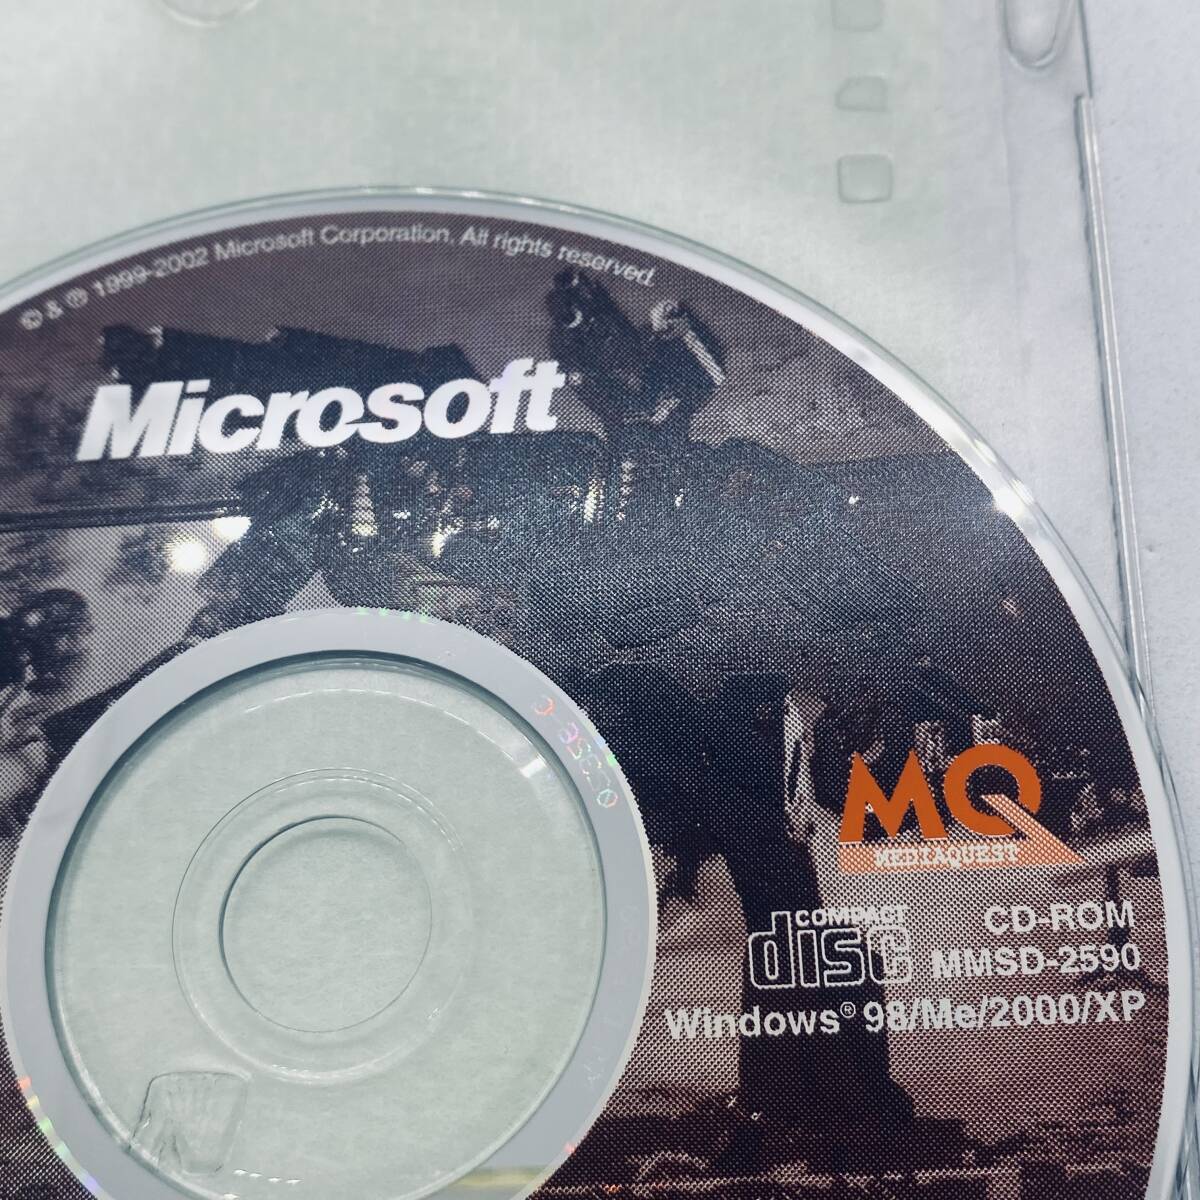 © & ℗ 1999-2002 Microsoft Corporation. All rights reserved.
Microsoft®
MQ
MEDIAQUEST
COMPACT
disc
CD-ROM
MMSD-2590
Windows® 98/Me/2000/XP